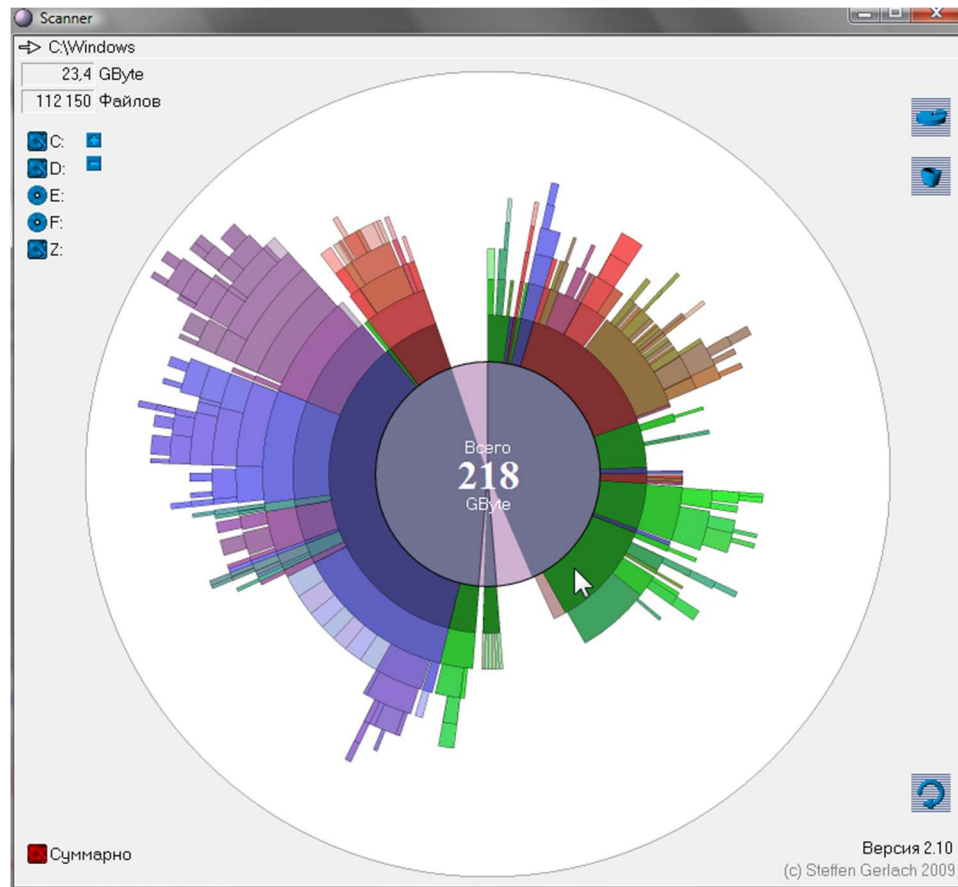 Scanner
C:\Windows
23,4 GByte
112 150 Файлов
C:
D:
E:
F:
Z:
Всего
218
GByte
Суммарно
Версия 2.10
(c) Steffen Gerlach 2009